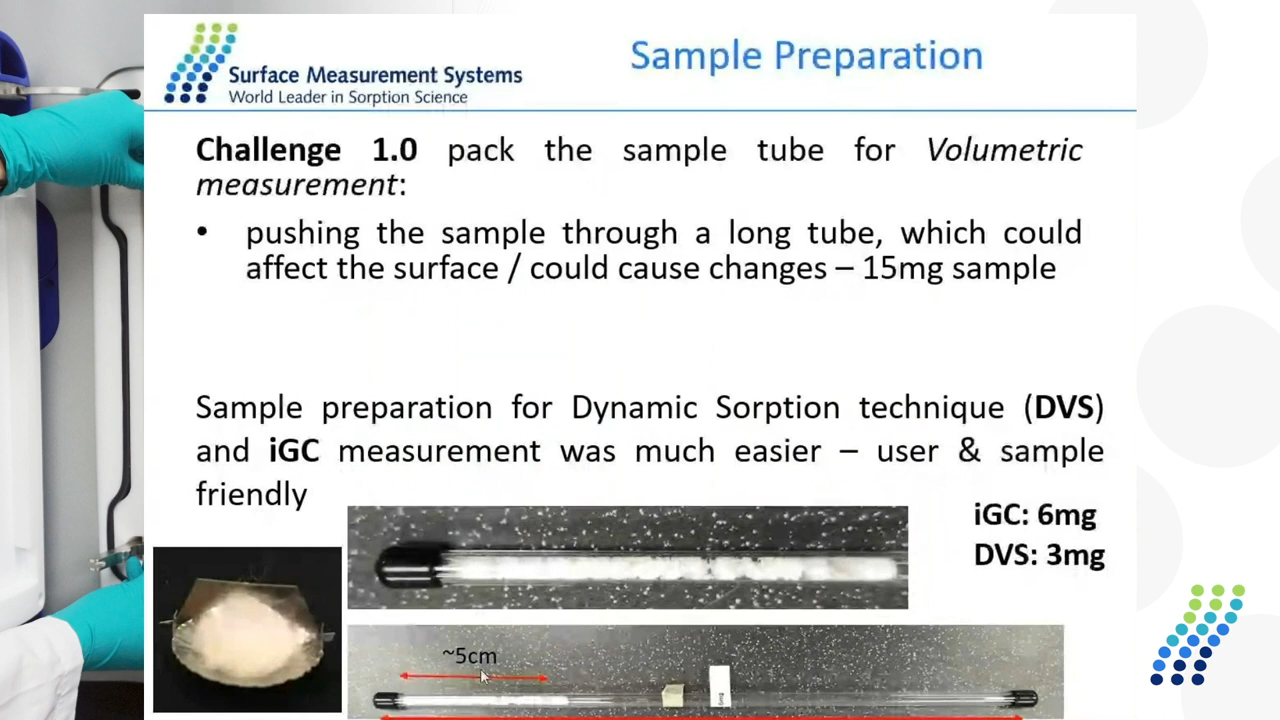 Surface Measurement Systems
World Leader in Sorption Science
Sample Preparation
Challenge 1.0 pack the sample tube for Volumetric
measurement:
• pushing the sample through a long tube, which could
affect the surface / could cause changes – 15mg sample
Sample preparation for Dynamic Sorption technique (DVS)
and iGC measurement was much easier – user & sample
friendly
iGC: 6mg
DVS: 3mg
~5cm